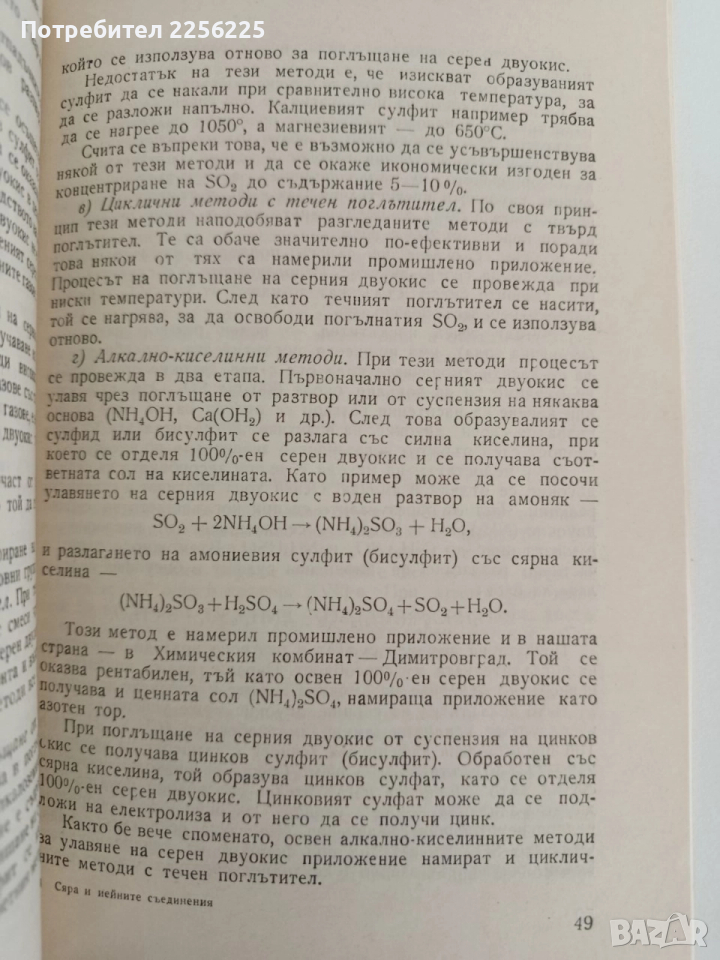 Потребител 2256225
който се използува отново за поглъщане на серен двуокис.
Недостатък на тези методи е, че изискват образуваният
сулфит да се накали при сравнително висока температура, за
да се разложи напълно. Калциевият сулфит например трябва
да се нагрее до 1050°, а магнезиевият — до 650°C.
Счита се въпреки това, че е възможно да се усъвършенствува
някой от тези методи и да се окаже икономически изгоден за
концентриране на SO₂ до съдържание 5—10%.
в) Циклични методи с течен поглътител. По своя прин-
цип тези методи наподобяват разгледаните методи с твърд
поглътител. Те са обаче значително по-ефективни и поради
това някои от тях са намерили промишлено приложение.
Процесът на поглъщане на серния двуокис се провежда при
ниски температури. След като течният поглътител се насити,
той се нагрява, за да освободи погълнатия SO₂, и се използува
отново.
г) Алкално-киселинни методи. При тези методи процесът
се провежда в два етапа. Първоначално серният двуокис се
улавя чрез поглъщане от разтвор или от суспензия на някаква
основа (NH₄OH, Ca(OH₂) и др.). След това образувалият се
сулфид или бисулфит се разлага със силна киселина, при
което се отделя 100%-ен серен двуокис и се получава съот-
ветната сол на киселината. Като пример може да се посочи
улавянето на серния двуокис с воден разтвор на амоняк —
SO₂ + 2NH₄OH → (NH₄)₂SO₃ + H₂O,
и разлагането на амониевия сулфит (бисулфит) със сярна ки-
селина —
(NH₄)₂SO₃ + H₂SO₄ → (NH₄)₂SO₄ + SO₂ + H₂O.
Този метод е намерил промишлено приложение и в нашата
страна — в Химическия комбинат — Димитровград. Той се
оказва рентабилен, тъй като освен 100%-ен серен двуокис се
получава и ценната сол (NH₄)₂SO₄, намираща приложение като
азотен тор.
При поглъщане на серния двуокис от суспензия на цинков
окис се получава цинков сулфит (бисулфит). Обработен със
сярна киселина, той образува цинков сулфат, като се отделя
100%-ен серен двуокис. Цинковият сулфат може да се под-
ложи на електролиза и от него да се получи цинк.
Както бе вече споменато, освен алкално-киселинните методи
за улавяне на серен двуокис приложение намират и циклич-
ните методи с течен поглътител.
Сяра и нейните съединения
49
BAZAR